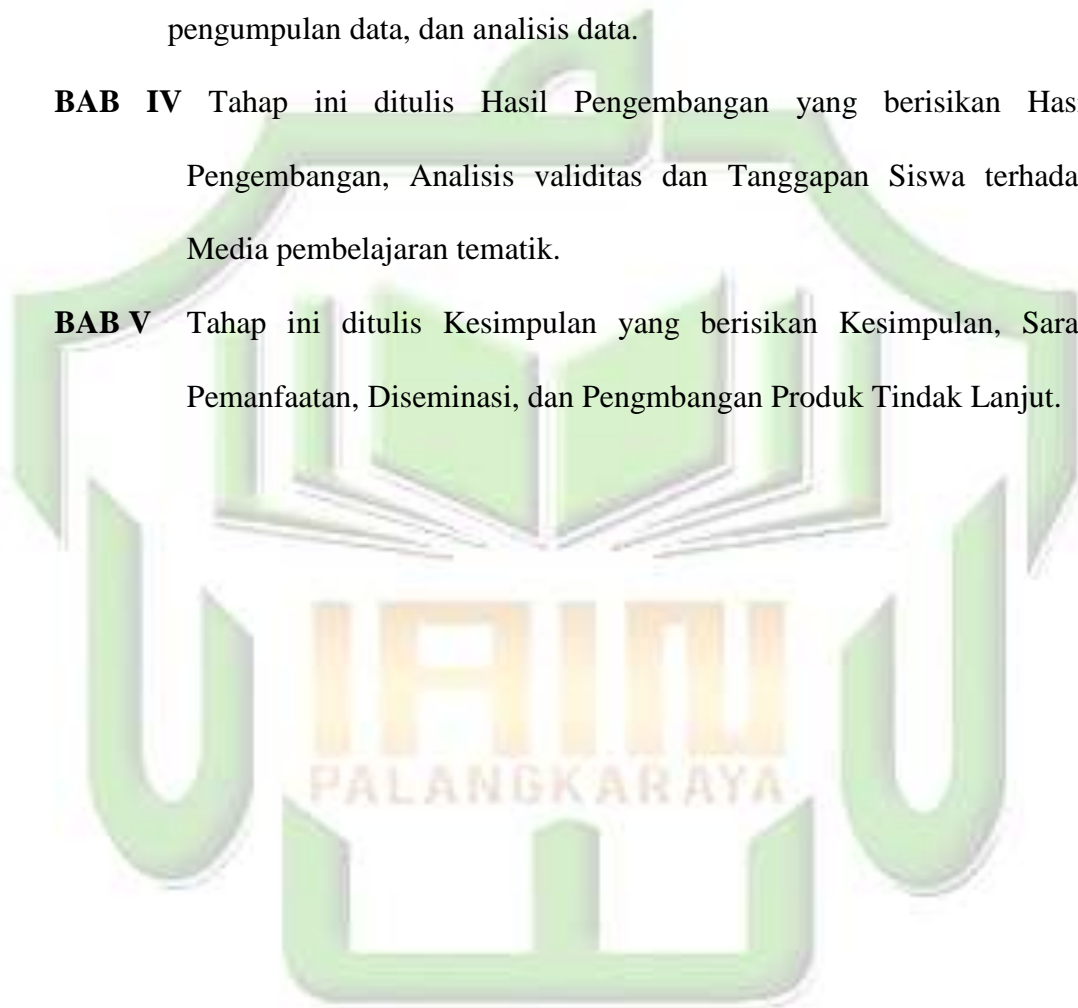 pengumpulan data, dan analisis data.
BAB IV Tahap ini ditulis Hasil Pengembangan yang berisikan Has
Pengembangan, Analisis validitas dan Tanggapan Siswa terhada
Media pembelajaran tematik.
BAB V Tahap ini ditulis Kesimpulan yang berisikan Kesimpulan, Sara
Pemanfaatan, Diseminasi, dan Pengmbangan Produk Tindak Lanjut.
IAIN
PALANGKARAYA